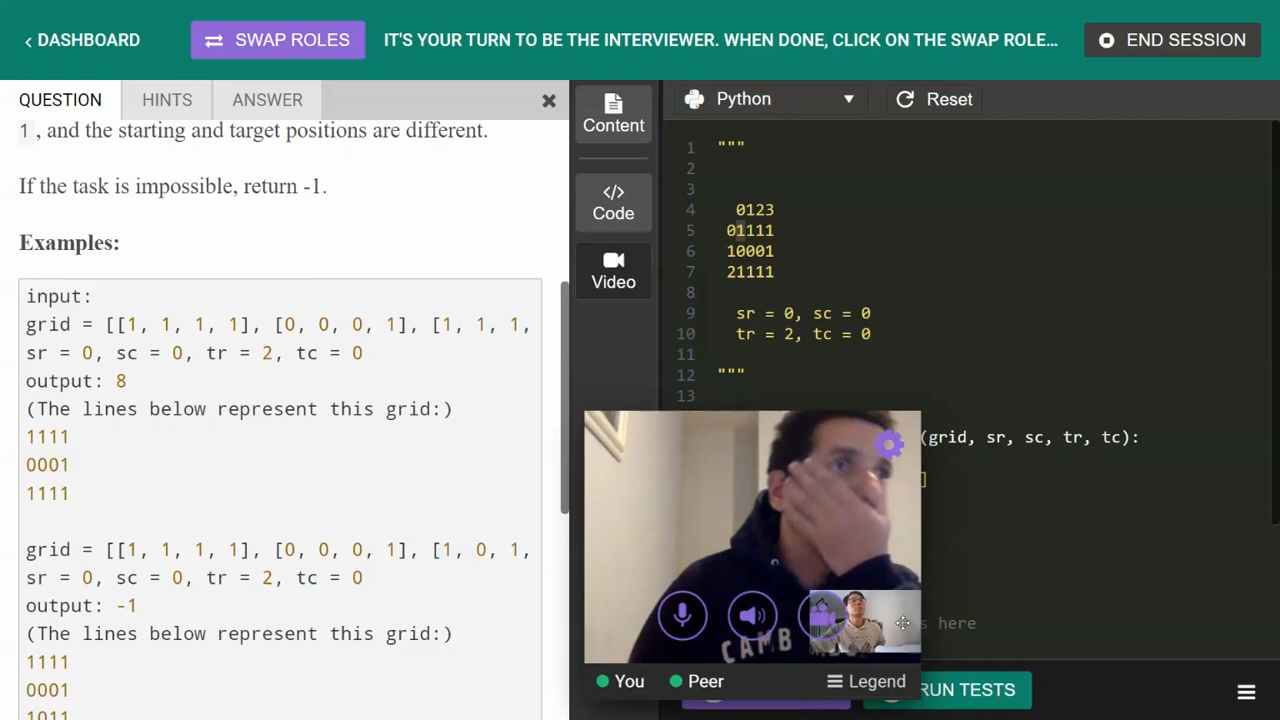 DASHBOARD
SWAP ROLES
IT'S YOUR TURN TO BE THE INTERVIEWER. WHEN DONE, CLICK ON THE SWAP ROLE...
END SESSION
QUESTION
HINTS
ANSWER
1, and the starting and target positions are different.
If the task is impossible, return -1.
Examples:
input:
grid = [[1, 1, 1, 1], [0, 0, 0, 1], [1, 1, 1,
sr = 0, sc = 0, tr = 2, tc = 0
output: 8
(The lines below represent this grid:)
1111
0001
1111
grid = [[1, 1, 1, 1], [0, 0, 0, 1], [1, 0, 1,
sr = 0, sc = 0, tr = 2, tc = 0
output: -1
(The lines below represent this grid:)
1111
0001
1011
Content
Code
Video
Python
Reset
1 """
2
3
4 0123
5 01111
6 10001
7 21111
8
9 sr = 0, sc = 0
10 tr = 2, tc = 0
11
12 """
13
(grid, sr, sc, tr, tc):
]
s here
CAMB
You
Peer
Legend
RUN TESTS